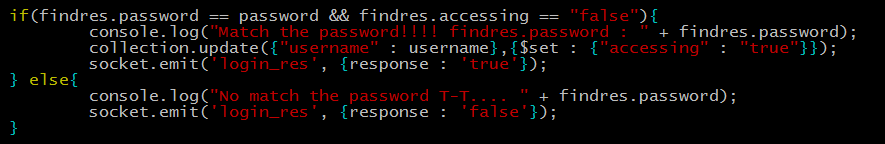 if(findres.password == password && findres.accessing == "false"){
        console.log("Match the password!!!! findres.password : " + findres.password);
        collection.update({"username" : username},{$set : {"accessing" : "true"}});
        socket.emit('login_res', {response : 'true'});
} else{
        console.log("No match the password T-T.... " + findres.password);
        socket.emit('login_res', {response : 'false'});
}